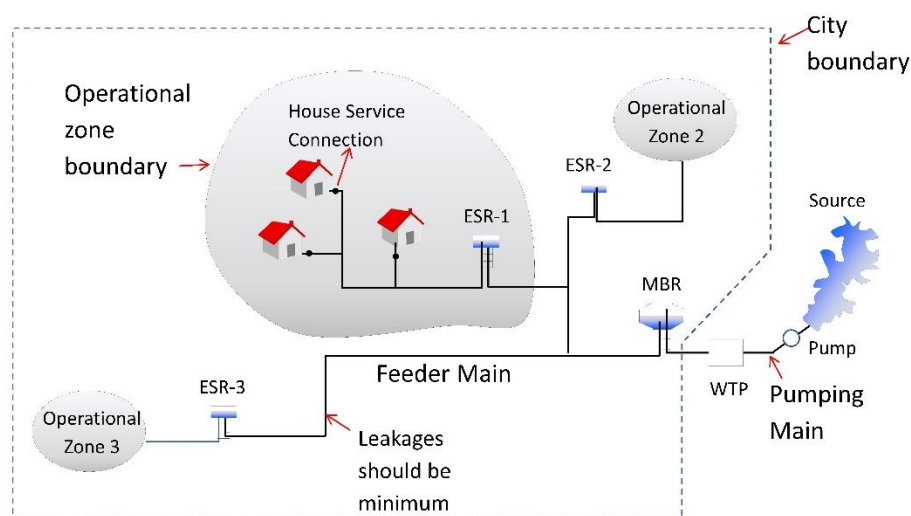 City
boundary
Operational
zone
boundary
House Service
Connection
Operational
Zone 2
ESR-2
ESR-1
Source
MBR
Pump
WTP
Feeder Main
Pumping
Main
ESR-3
Operational
Zone 3
Leakages
should be
minimum